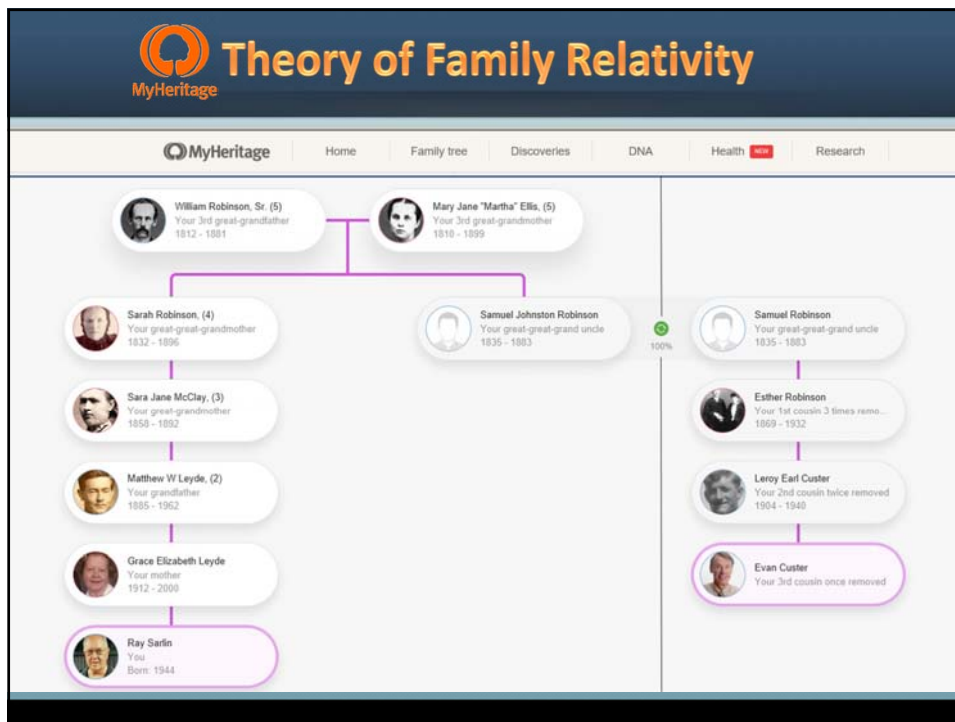 MyHeritage
Theory of Family Relativity
MyHeritage Home Family tree Discoveries DNA Health NEW Research
William Robinson, Sr. (5)
Your 3rd great-grandfather
1812 - 1881
Mary Jane "Martha" Ellis, (5)
Your 3rd great-grandmother
1810 - 1899
Sarah Robinson, (4)
Your great-great-grandmother
1832 - 1896
Samuel Johnston Robinson
Your great-great-grand uncle
1835 - 1883
100%
Samuel Robinson
Your great-great-grand uncle
1835 - 1883
Sara Jane McClay, (3)
Your great-grandmother
1858 - 1892
Esther Robinson
Your 1st cousin 3 times remo...
1869 - 1932
Matthew W Leyde, (2)
Your grandfather
1885 - 1962
Leroy Earl Custer
Your 2nd cousin twice removed
1904 - 1940
Grace Elizabeth Leyde
Your mother
1912 - 2000
Evan Custer
Your 3rd cousin once removed
Ray Sarlin
You
Born: 1944